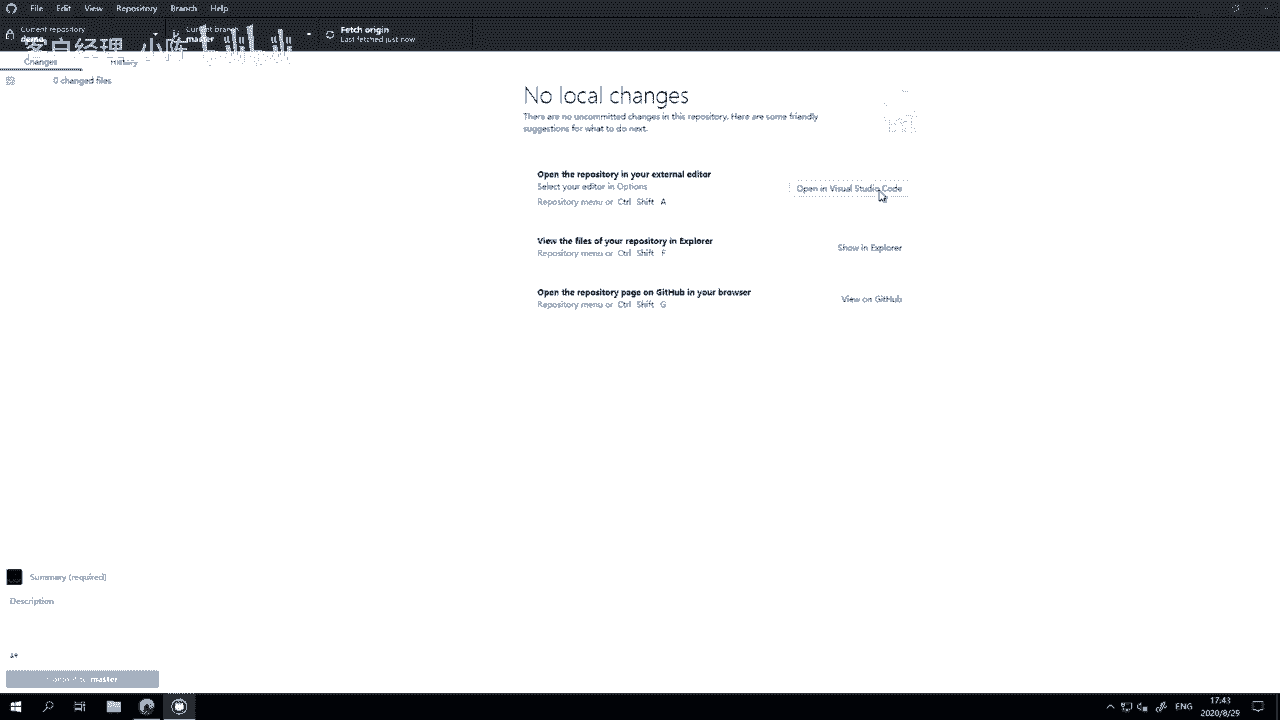 File Edit View Repository Branch Help
Current repository
demo
Current branch
master
Fetch origin
Last fetched just now
客户经理 小陈
Changes
History
0 changed files
No local changes
There are no uncommitted changes in this repository. Here are some friendly
suggestions for what to do next.
Open the repository in your external editor
Select your editor in Options
Repository menu or Ctrl Shift A
Open in Visual Studio Code
View the files of your repository in Explorer
Repository menu or Ctrl Shift F
Show in Explorer
Open the repository page on GitHub in your browser
Repository menu or Ctrl Shift G
View on GitHub
Summary (required)
Description
Commit to master
ENG
17:43
2020/8/29